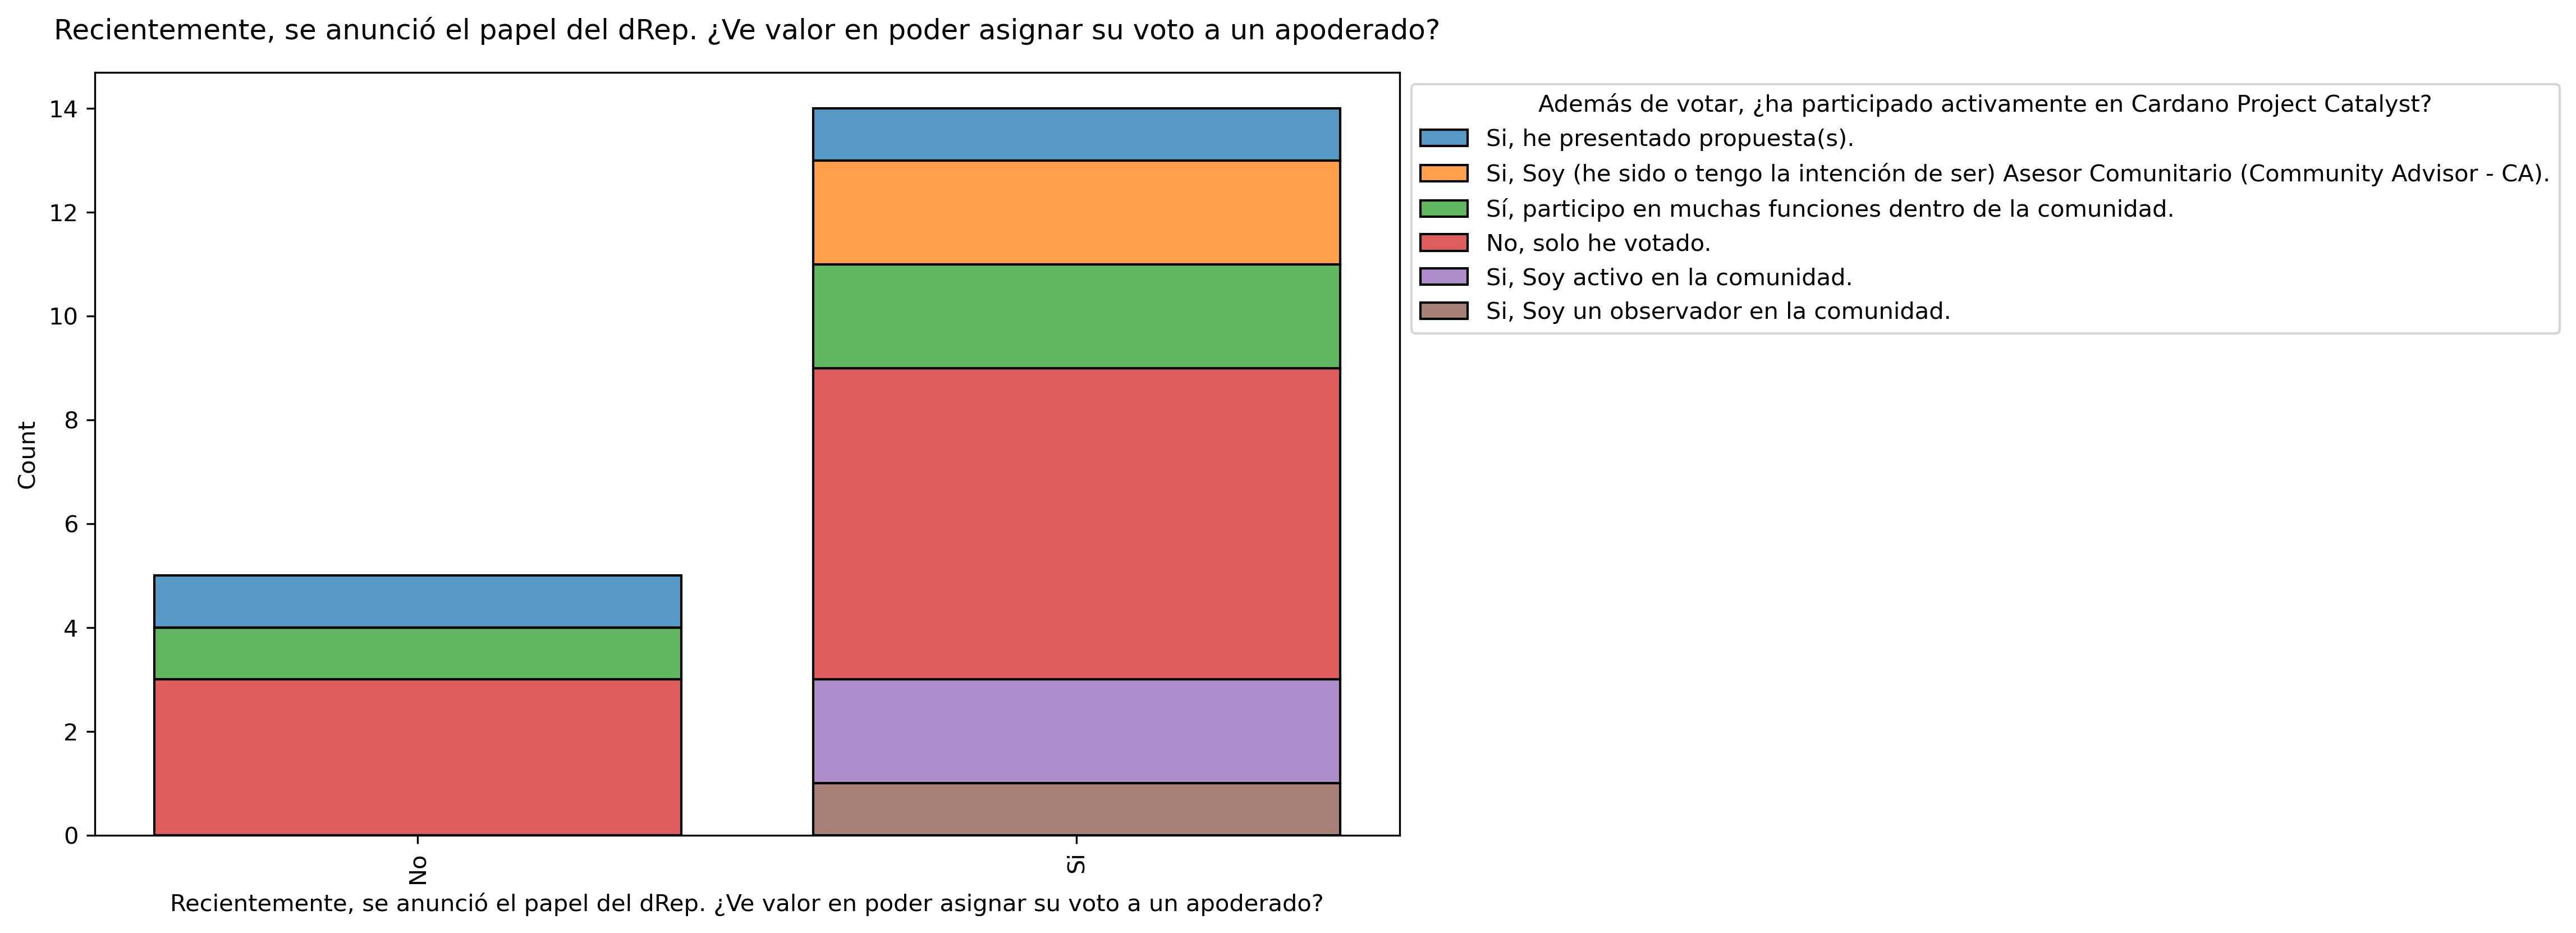 Recientemente, se anunció el papel del dRep. ¿Ve valor en poder asignar su voto a un apoderado?
14
12
10
8
6
4
2
0
Count
No
Si
Recientemente, se anunció el papel del dRep. ¿Ve valor en poder asignar su voto a un apoderado?
Además de votar, ¿ha participado activamente en Cardano Project Catalyst?
Si, he presentado propuesta(s).
Si, Soy (he sido o tengo la intención de ser) Asesor Comunitario (Community Advisor - CA).
Sí, participo en muchas funciones dentro de la comunidad.
No, solo he votado.
Si, Soy activo en la comunidad.
Si, Soy un observador en la comunidad.